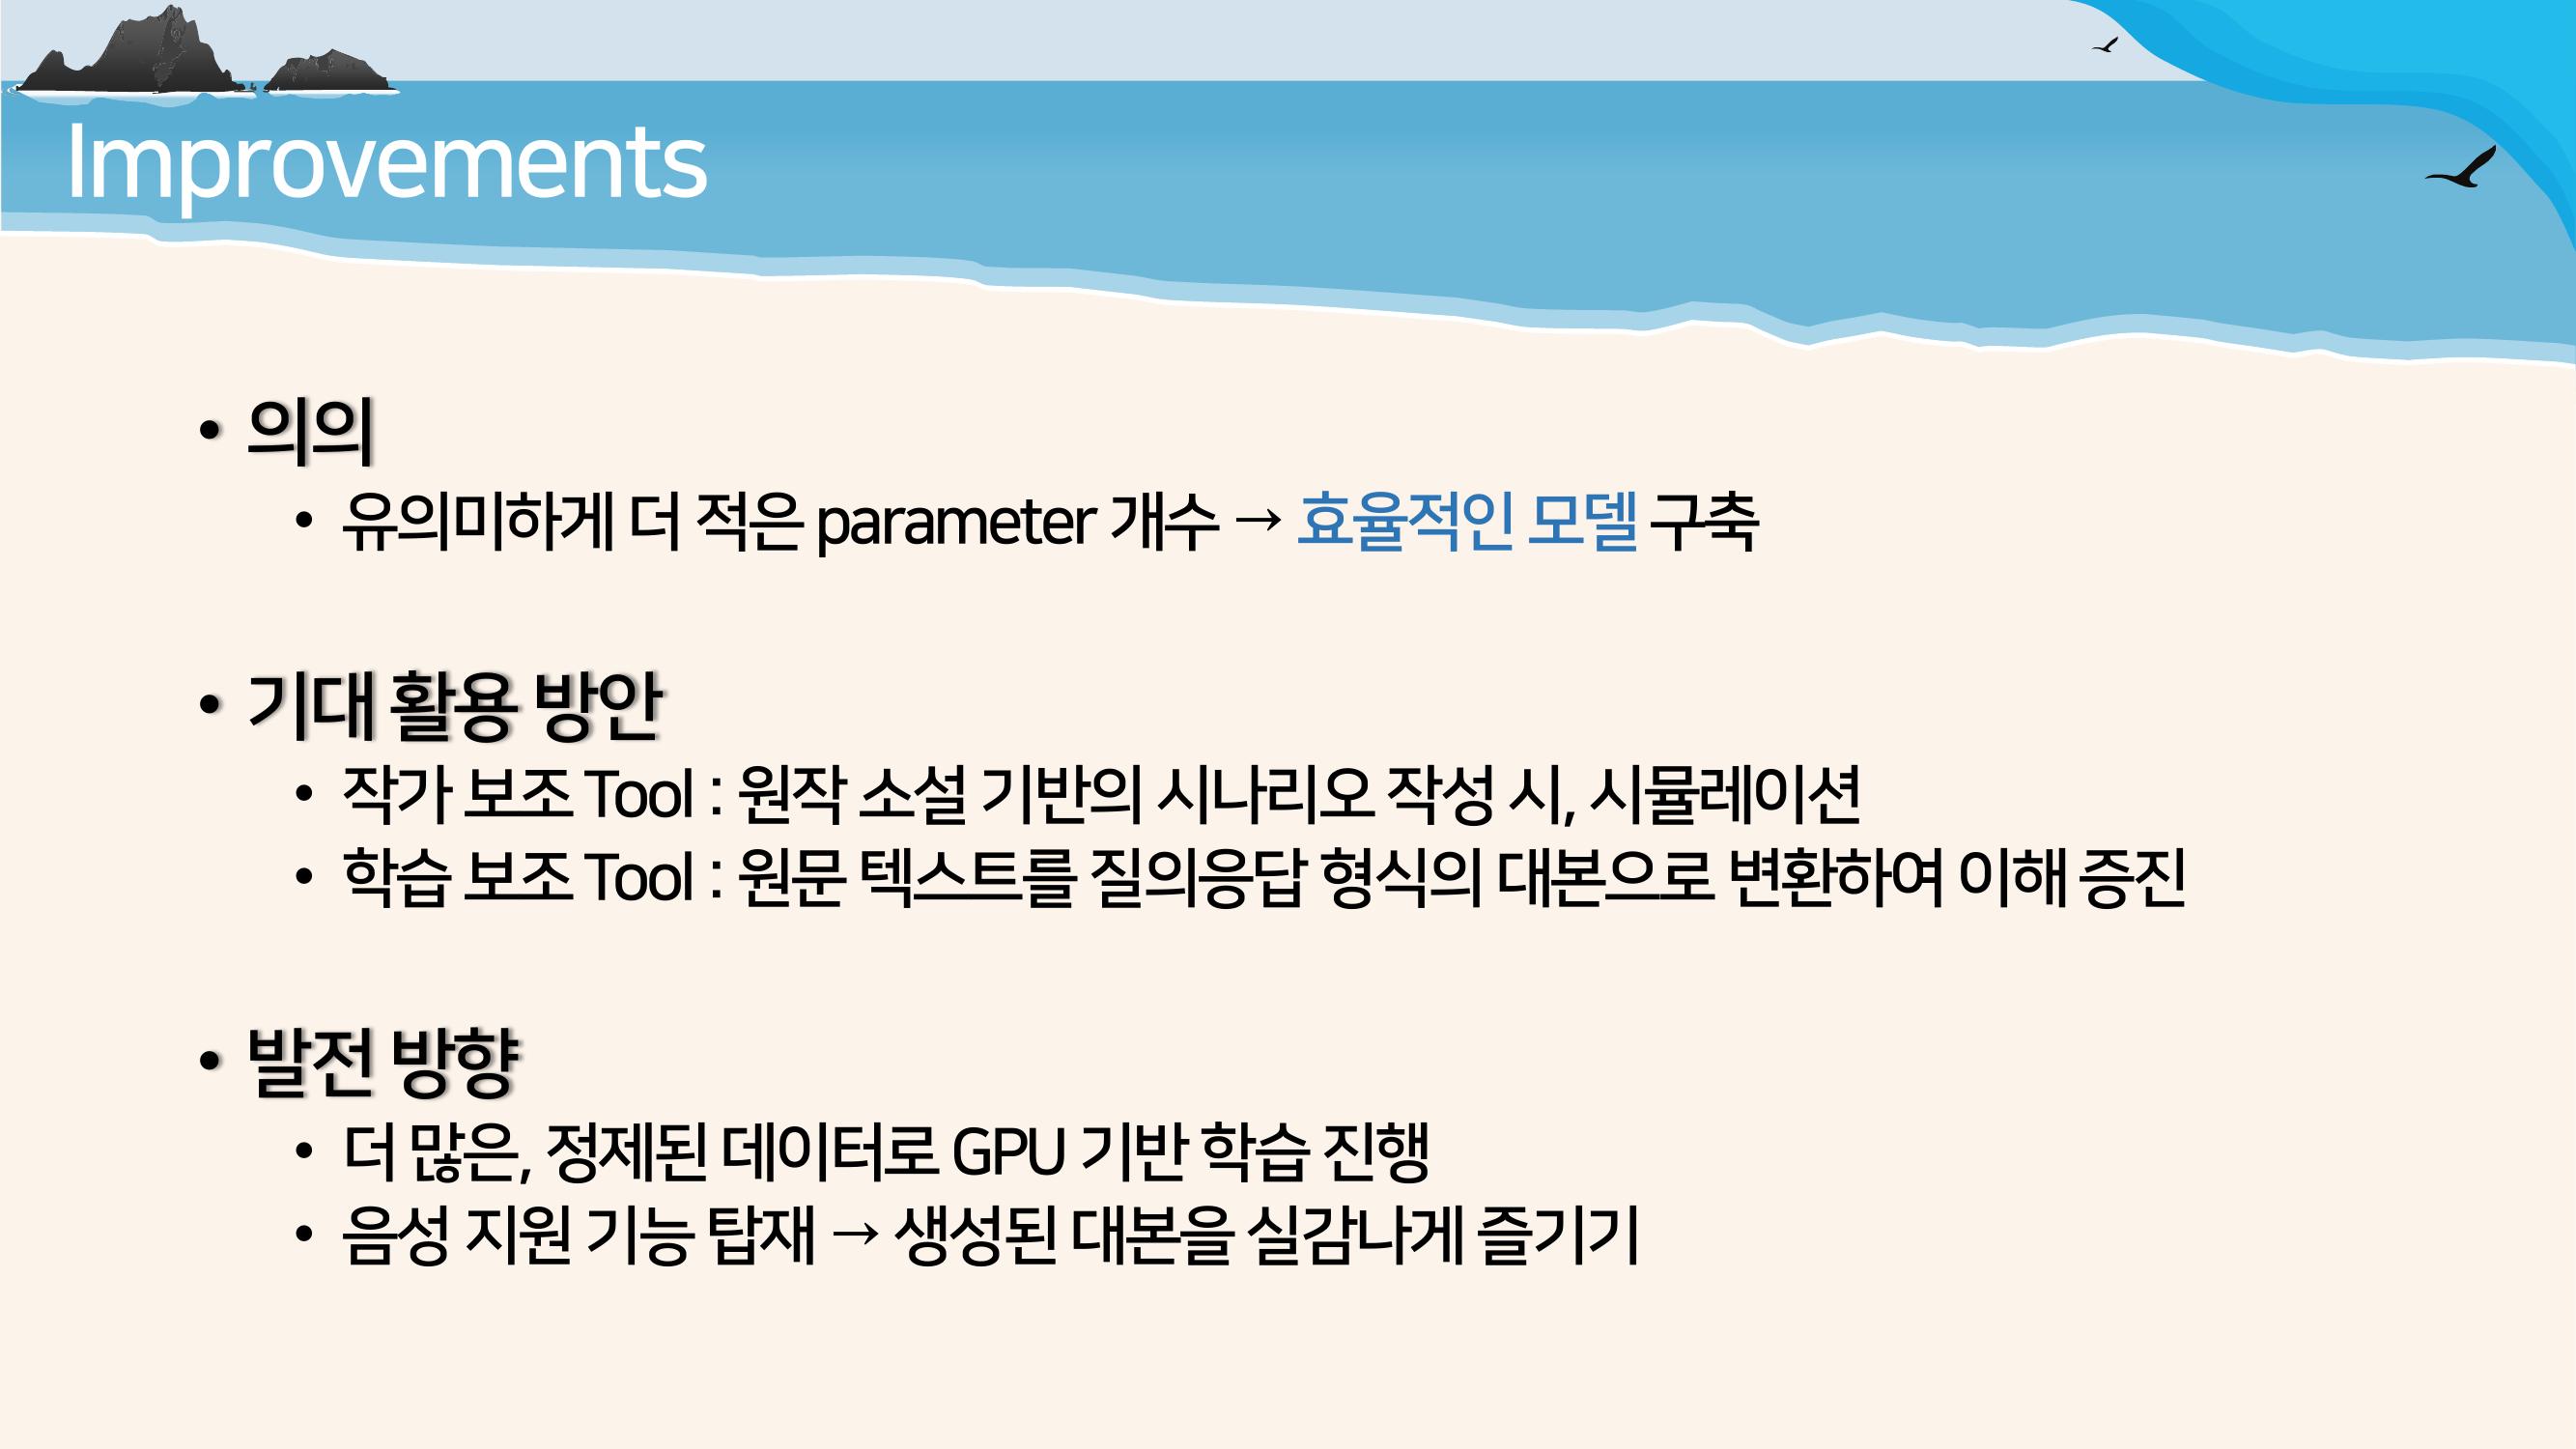 Improvements
• 의의
• 유의미하게 더 적은 parameter 개수 → 효율적인 모델 구축
• 기대 활용 방안
• 작가 보조 Tool : 원작 소설 기반의 시나리오 작성 시, 시뮬레이션
• 학습 보조 Tool : 원문 텍스트를 질의응답 형식의 대본으로 변환하여 이해 증진
• 발전 방향
• 더 많은, 정제된 데이터로 GPU 기반 학습 진행
• 음성 지원 기능 탑재 → 생성된 대본을 실감나게 즐기기